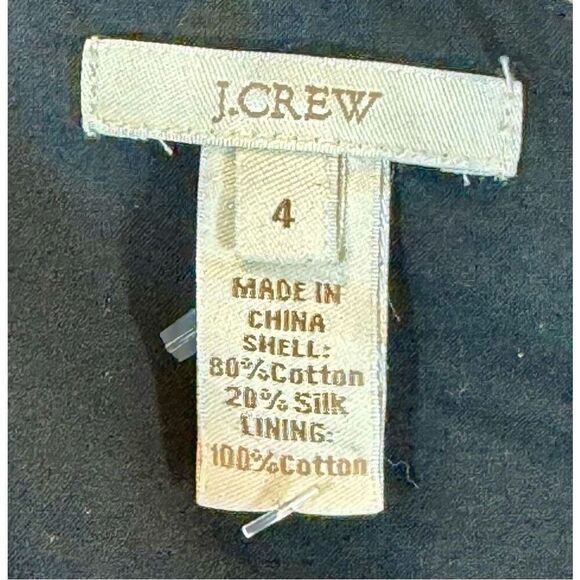 J.CREW
4
MADE IN
CHINA
SHELL:
80%Cotton
20% Silk
LINING:
100%Cotton